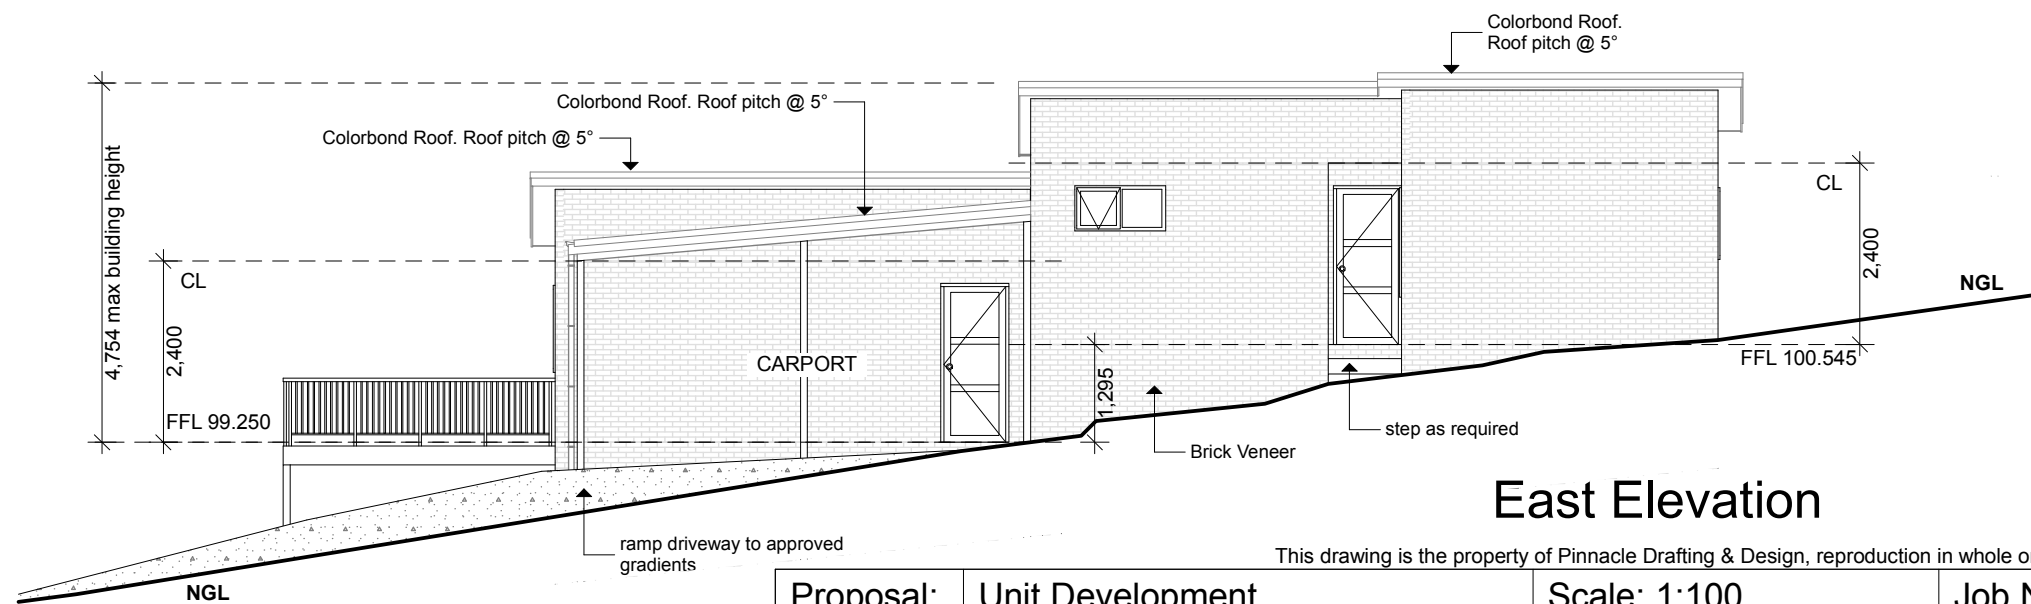 Colorbond Roof.
Roof pitch @ 5°
Colorbond Roof. Roof pitch @ 5°
Colorbond Roof. Roof pitch @ 5°
4,754 max building height
CL
2,400
FFL 99.250
CARPORT
1,295
CL
2,400
NGL
FFL 100.545
step as required
Brick Veneer
East Elevation
ramp driveway to approved
gradients
NGL
This drawing is the property of Pinnacle Drafting & Design, reproduction in whole
Proposal: Unit Development Scale: 1:100 Job